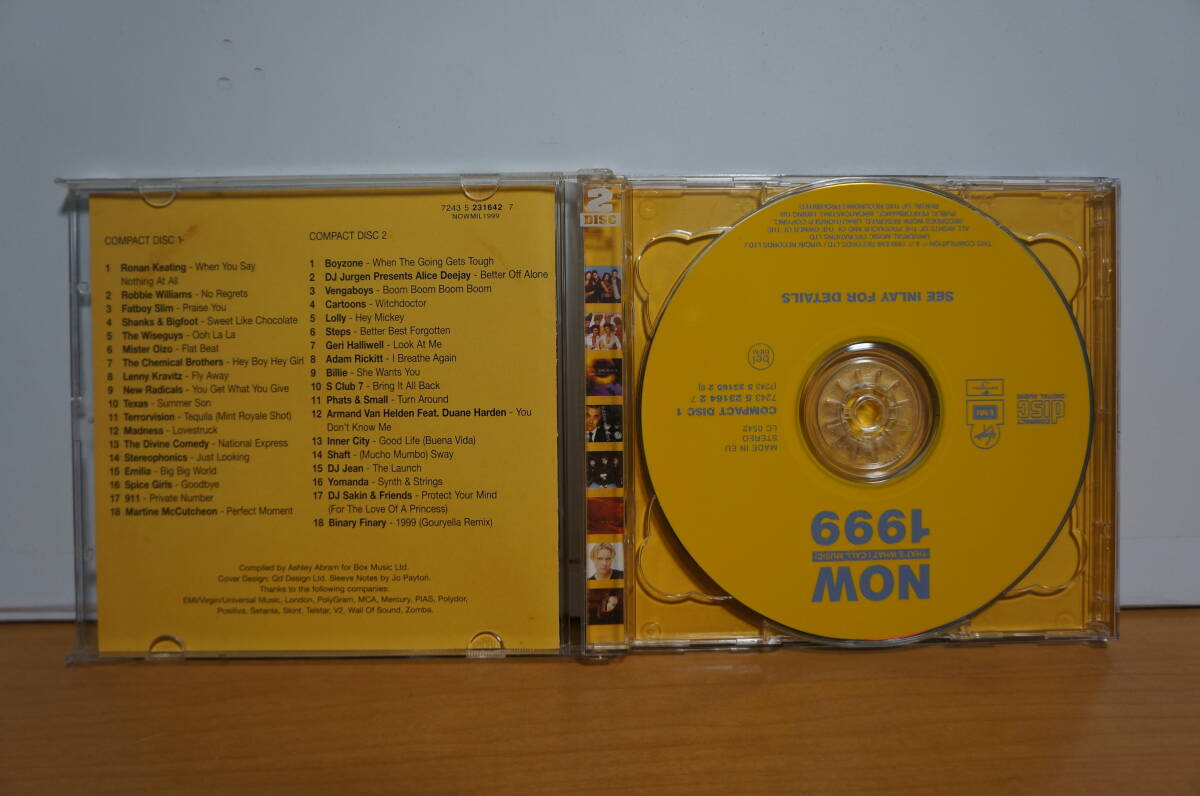 7243 5 231642 7
NOWMIL1999
COMPACT DISC 1
1 Ronan Keating - When You Say
Nothing At All
2 Robbie Williams - No Regrets
3 Fatboy Slim - Praise You
4 Shanks & Bigfoot - Sweet Like Chocolate
5 The Wiseguys - Ooh La La
6 Mister Oizo - Flat Beat
7 The Chemical Brothers - Hey Boy Hey Girl
8 Lenny Kravitz - Fly Away
9 New Radicals - You Get What You Give
10 Texas - Summer Son
11 Terrorvision - Tequila (Mint Royale Shot)
12 Madness - Lovestruck
13 The Divine Comedy - National Express
14 Stereophonics - Just Looking
15 Emilia - Big Big World
16 Spice Girls - Goodbye
17 911 - Private Number
18 Martine McCutcheon - Perfect Moment
COMPACT DISC 2
1 Boyzone - When The Going Gets Tough
2 DJ Jurgen Presents Alice Deejay - Better Off Alone
3 Vengaboys - Boom Boom Boom Boom
4 Cartoons - Witchdoctor
5 Lolly - Hey Mickey
6 Steps - Better Best Forgotten
7 Geri Halliwell - Look At Me
8 Adam Rickitt - I Breathe Again
9 Billie - She Wants You
10 S Club 7 - Bring It All Back
11 Phats & Small - Turn Around
12 Armand Van Helden Feat. Duane Harden - You
Don't Know Me
13 Inner City - Good Life (Buena Vida)
14 Shaft - (Mucho Mumbo) Sway
15 DJ Jean - The Launch
16 Yomanda - Synth & Strings
17 DJ Sakin & Friends - Protect Your Mind
(For The Love Of A Princess)
18 Binary Finary - 1999 (Gouryella Remix)
Compiled by Ashley Abram for Box Music Ltd.
Cover Design: Qd Design Ltd. Sleeve Notes by Jo Payton.
Thanks to the following companies:
EMI/Virgin/Universal Music, London, PolyGram, MCA, Mercury, PIAS, Polydor,
Positiva, Setanta, Skint, Telstar, V2, Wall Of Sound, Zomba.
2
DISC
NOW
THAT'S WHAT I CALL MUSIC!
1999
Virgin
EMI
COMPACT
disc
DIGITAL AUDIO
MADE IN EU
STEREO
LC 0542
COMPACT DISC 1
7243 5 23164 2 7
(7243 5 23165 2 6)
bel
BIEM
SEE INLAY FOR DETAILS